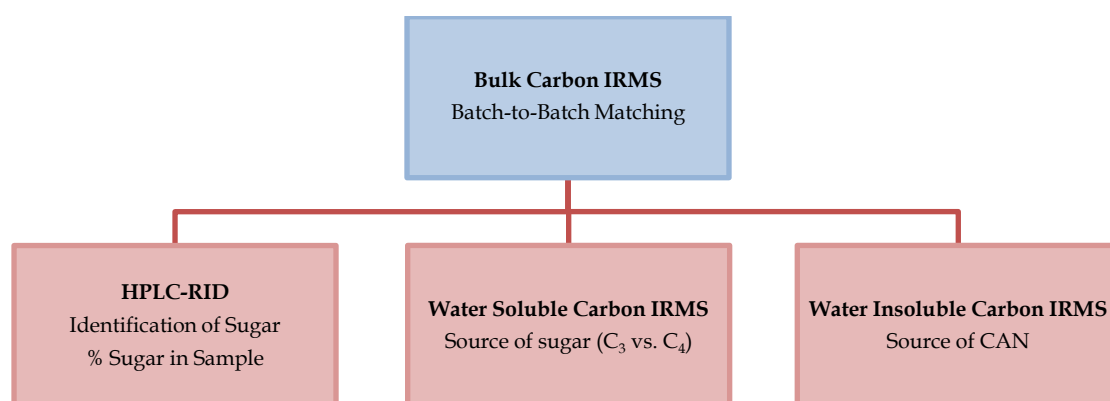 Bulk Carbon IRMS
Batch-to-Batch Matching
HPLC-RID
Identification of Sugar
% Sugar in Sample
Water Soluble Carbon IRMS
Source of sugar (C₃ vs. C₄)
Water Insoluble Carbon IRMS
Source of CAN